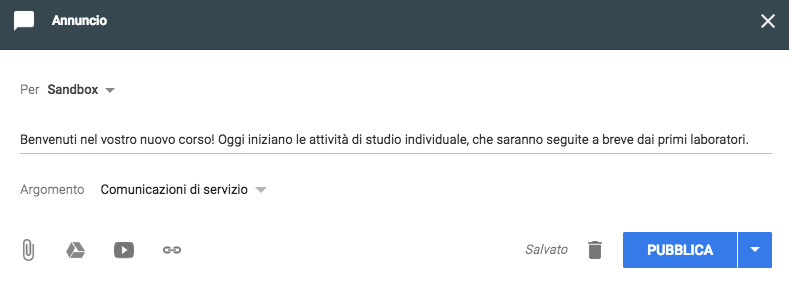 Annuncio
Per Sandbox
Benvenuti nel vostro nuovo corso! Oggi iniziano le attività di studio individuale, che saranno seguite a breve dai primi laboratori.
Argomento Comunicazioni di servizio
Salvato PUBBLICA